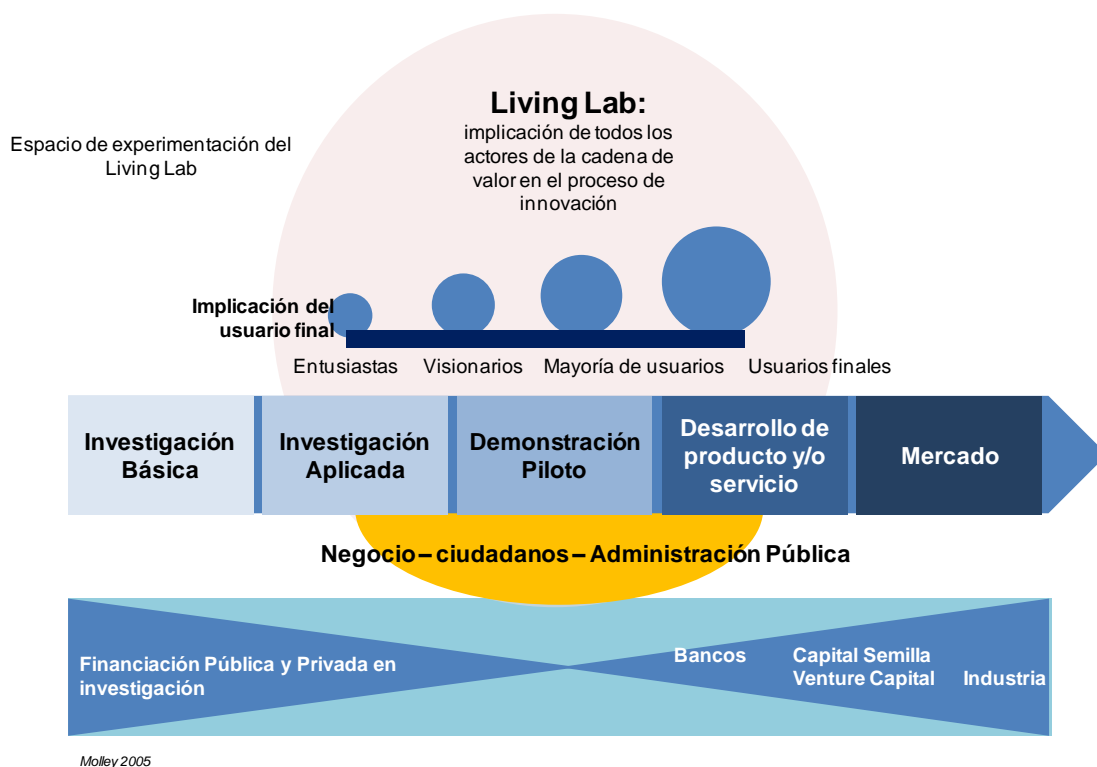 Living Lab:
implicación de todos los
actores de la cadena de
valor en el proceso de
innovación
Espacio de experimentación del
Living Lab
Implicación del
usuario final
Entusiastas
Visionarios
Mayoría de usuarios
Usuarios finales
Investigación
Básica
Investigación
Aplicada
Demonstración
Piloto
Desarrollo de
producto y/o
servicio
Mercado
Negocio – ciudadanos – Administración Pública
Financiación Pública y Privada en
investigación
Bancos
Capital Semilla
Venture Capital
Industria
Molley 2005